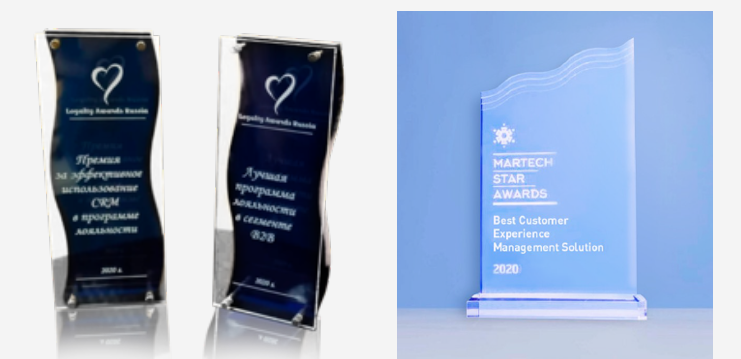 Loyalty Awards Russia
Премия
за эффективное
использование
CRM
в программе
лояльности
2020 г.
Loyalty Awards Russia
Лучшая
программа
лояльности
в сегменте
B2B
2020 г.
MARTECH
STAR
AWARDS
Best Customer
Experience
Management Solution
2020